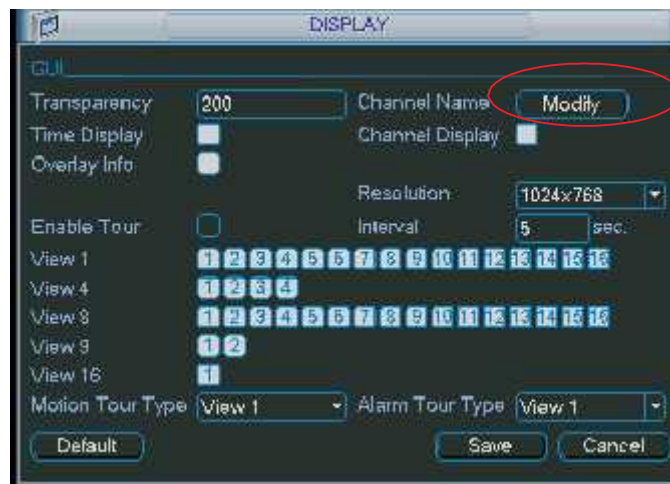 DISPLAY
GUI
Transparency 200 Channel Name Modify
Time Display Channel Display
Overlay Info
Resolution 1024x768
Enable Tour Interval 5 sec.
View 1 1 2 3 4 5 6 7 8 9 10 11 12 13 14 15 16
View 4 1 2 3 4
View 8 1 2 3 4 5 6 7 8 9 10 11 12 13 14 15 16
View 9 1 2
View 16 1
Motion Tour Type View 1 Alarm Tour Type View 1
Default Save Cancel